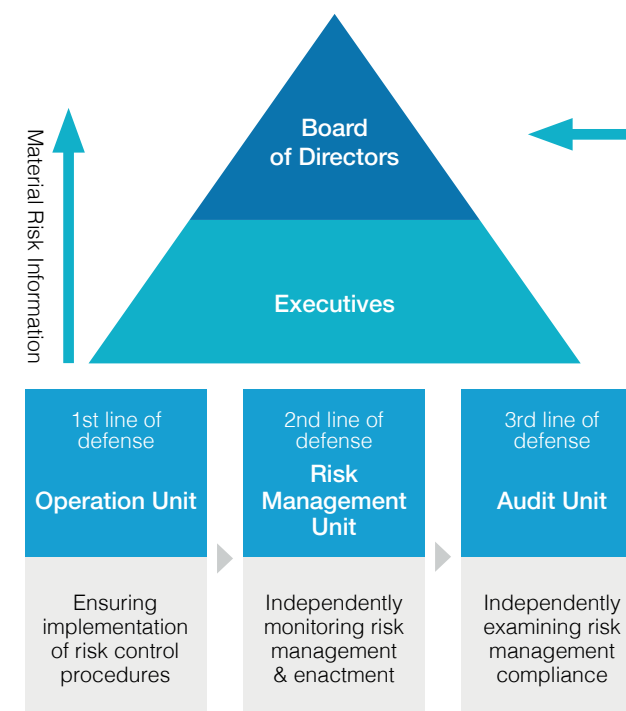 Board
of Directors
Material Risk Information
Executives
1st line of
defense
Operation Unit
Ensuring
implementation
of risk control
procedures
2nd line of
defense
Risk
Management
Unit
Independently
monitoring risk
management
& enactment
3rd line of
defense
Audit Unit
Independently
examining risk
management
compliance